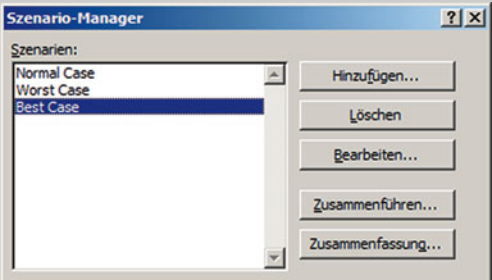 Szenario-Manager
Szenarien:
Normal Case
Worst Case
Best Case
Hinzufügen...
Löschen
Bearbeiten...
Zusammenführen...
Zusammenfassung...